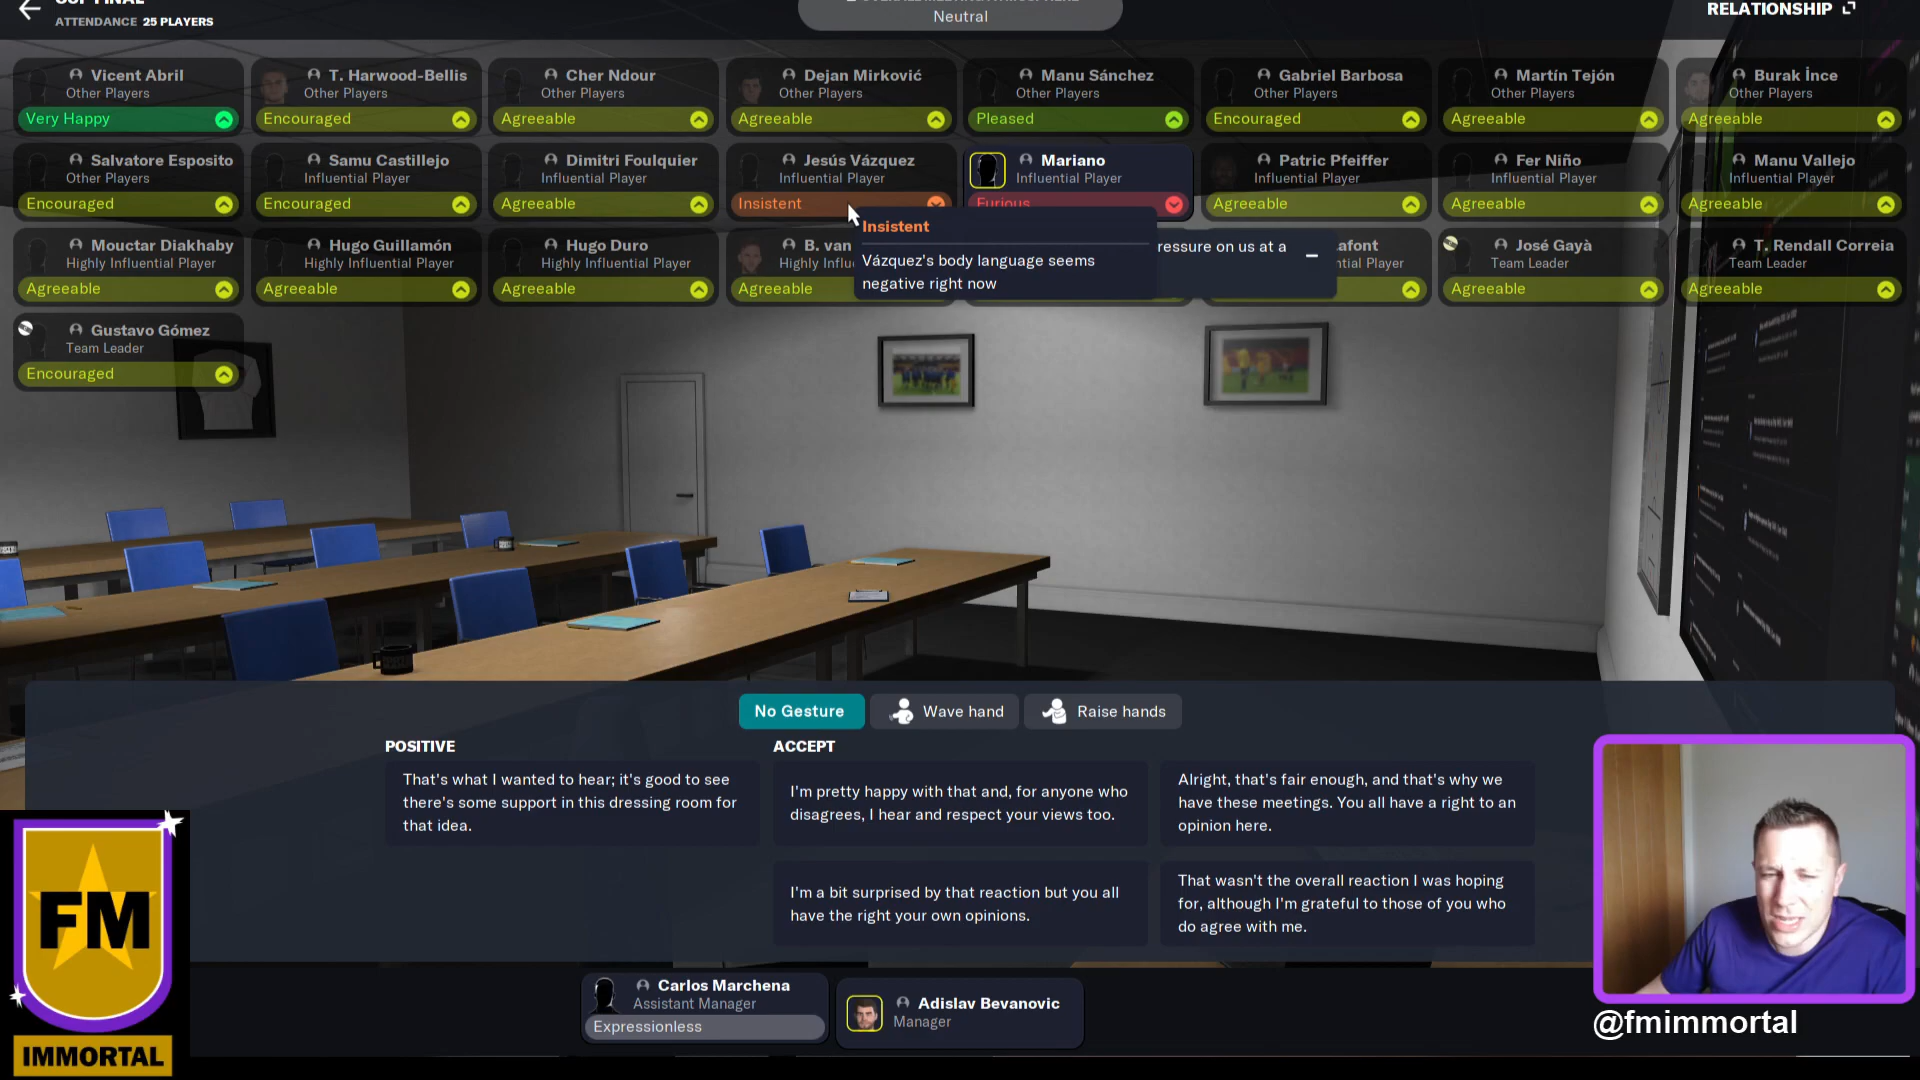 ATTENDANCE 25 PLAYERS
Neutral
RELATIONSHIP
Vicent Abril
Other Players
Very Happy
T. Harwood-Bellis
Other Players
Encouraged
Cher Ndour
Other Players
Agreeable
Dejan Mirković
Other Players
Agreeable
Manu Sánchez
Other Players
Pleased
Gabriel Barbosa
Other Players
Encouraged
Martín Tejón
Other Players
Agreeable
Burak İnce
Other Players
Agreeable
Salvatore Esposito
Other Players
Encouraged
Samu Castillejo
Influential Player
Encouraged
Dimitri Foulquier
Influential Player
Agreeable
Jesús Vázquez
Influential Player
Insistent
Mariano
Influential Player
Furious
Patric Pfeiffer
Influential Player
Agreeable
Fer Niño
Influential Player
Agreeable
Manu Vallejo
Influential Player
Agreeable
Insistent
Vázquez's body language seems
negative right now
Mouctar Diakhaby
Highly Influential Player
Agreeable
Hugo Guillamón
Highly Influential Player
Agreeable
Hugo Duro
Highly Influential Player
Agreeable
B. van
Highly
Agreeable
ressure on us at a
afont
ntial Player
José Gayà
Team Leader
Agreeable
T. Rendall Correia
Team Leader
Agreeable
Gustavo Gómez
Team Leader
Encouraged
No Gesture
Wave hand
Raise hands
POSITIVE
That's what I wanted to hear; it's good to see
there's some support in this dressing room for
that idea.
ACCEPT
I'm pretty happy with that and, for anyone who
disagrees, I hear and respect your views too.
Alright, that's fair enough, and that's why we
have these meetings. You all have a right to an
opinion here.
I'm a bit surprised by that reaction but you all
have the right your own opinions.
That wasn't the overall reaction I was hoping
for, although I'm grateful to those of you who
do agree with me.
Carlos Marchena
Assistant Manager
Expressionless
Adislav Bevanovic
Manager
FM
IMMORTAL
@fmimmortal